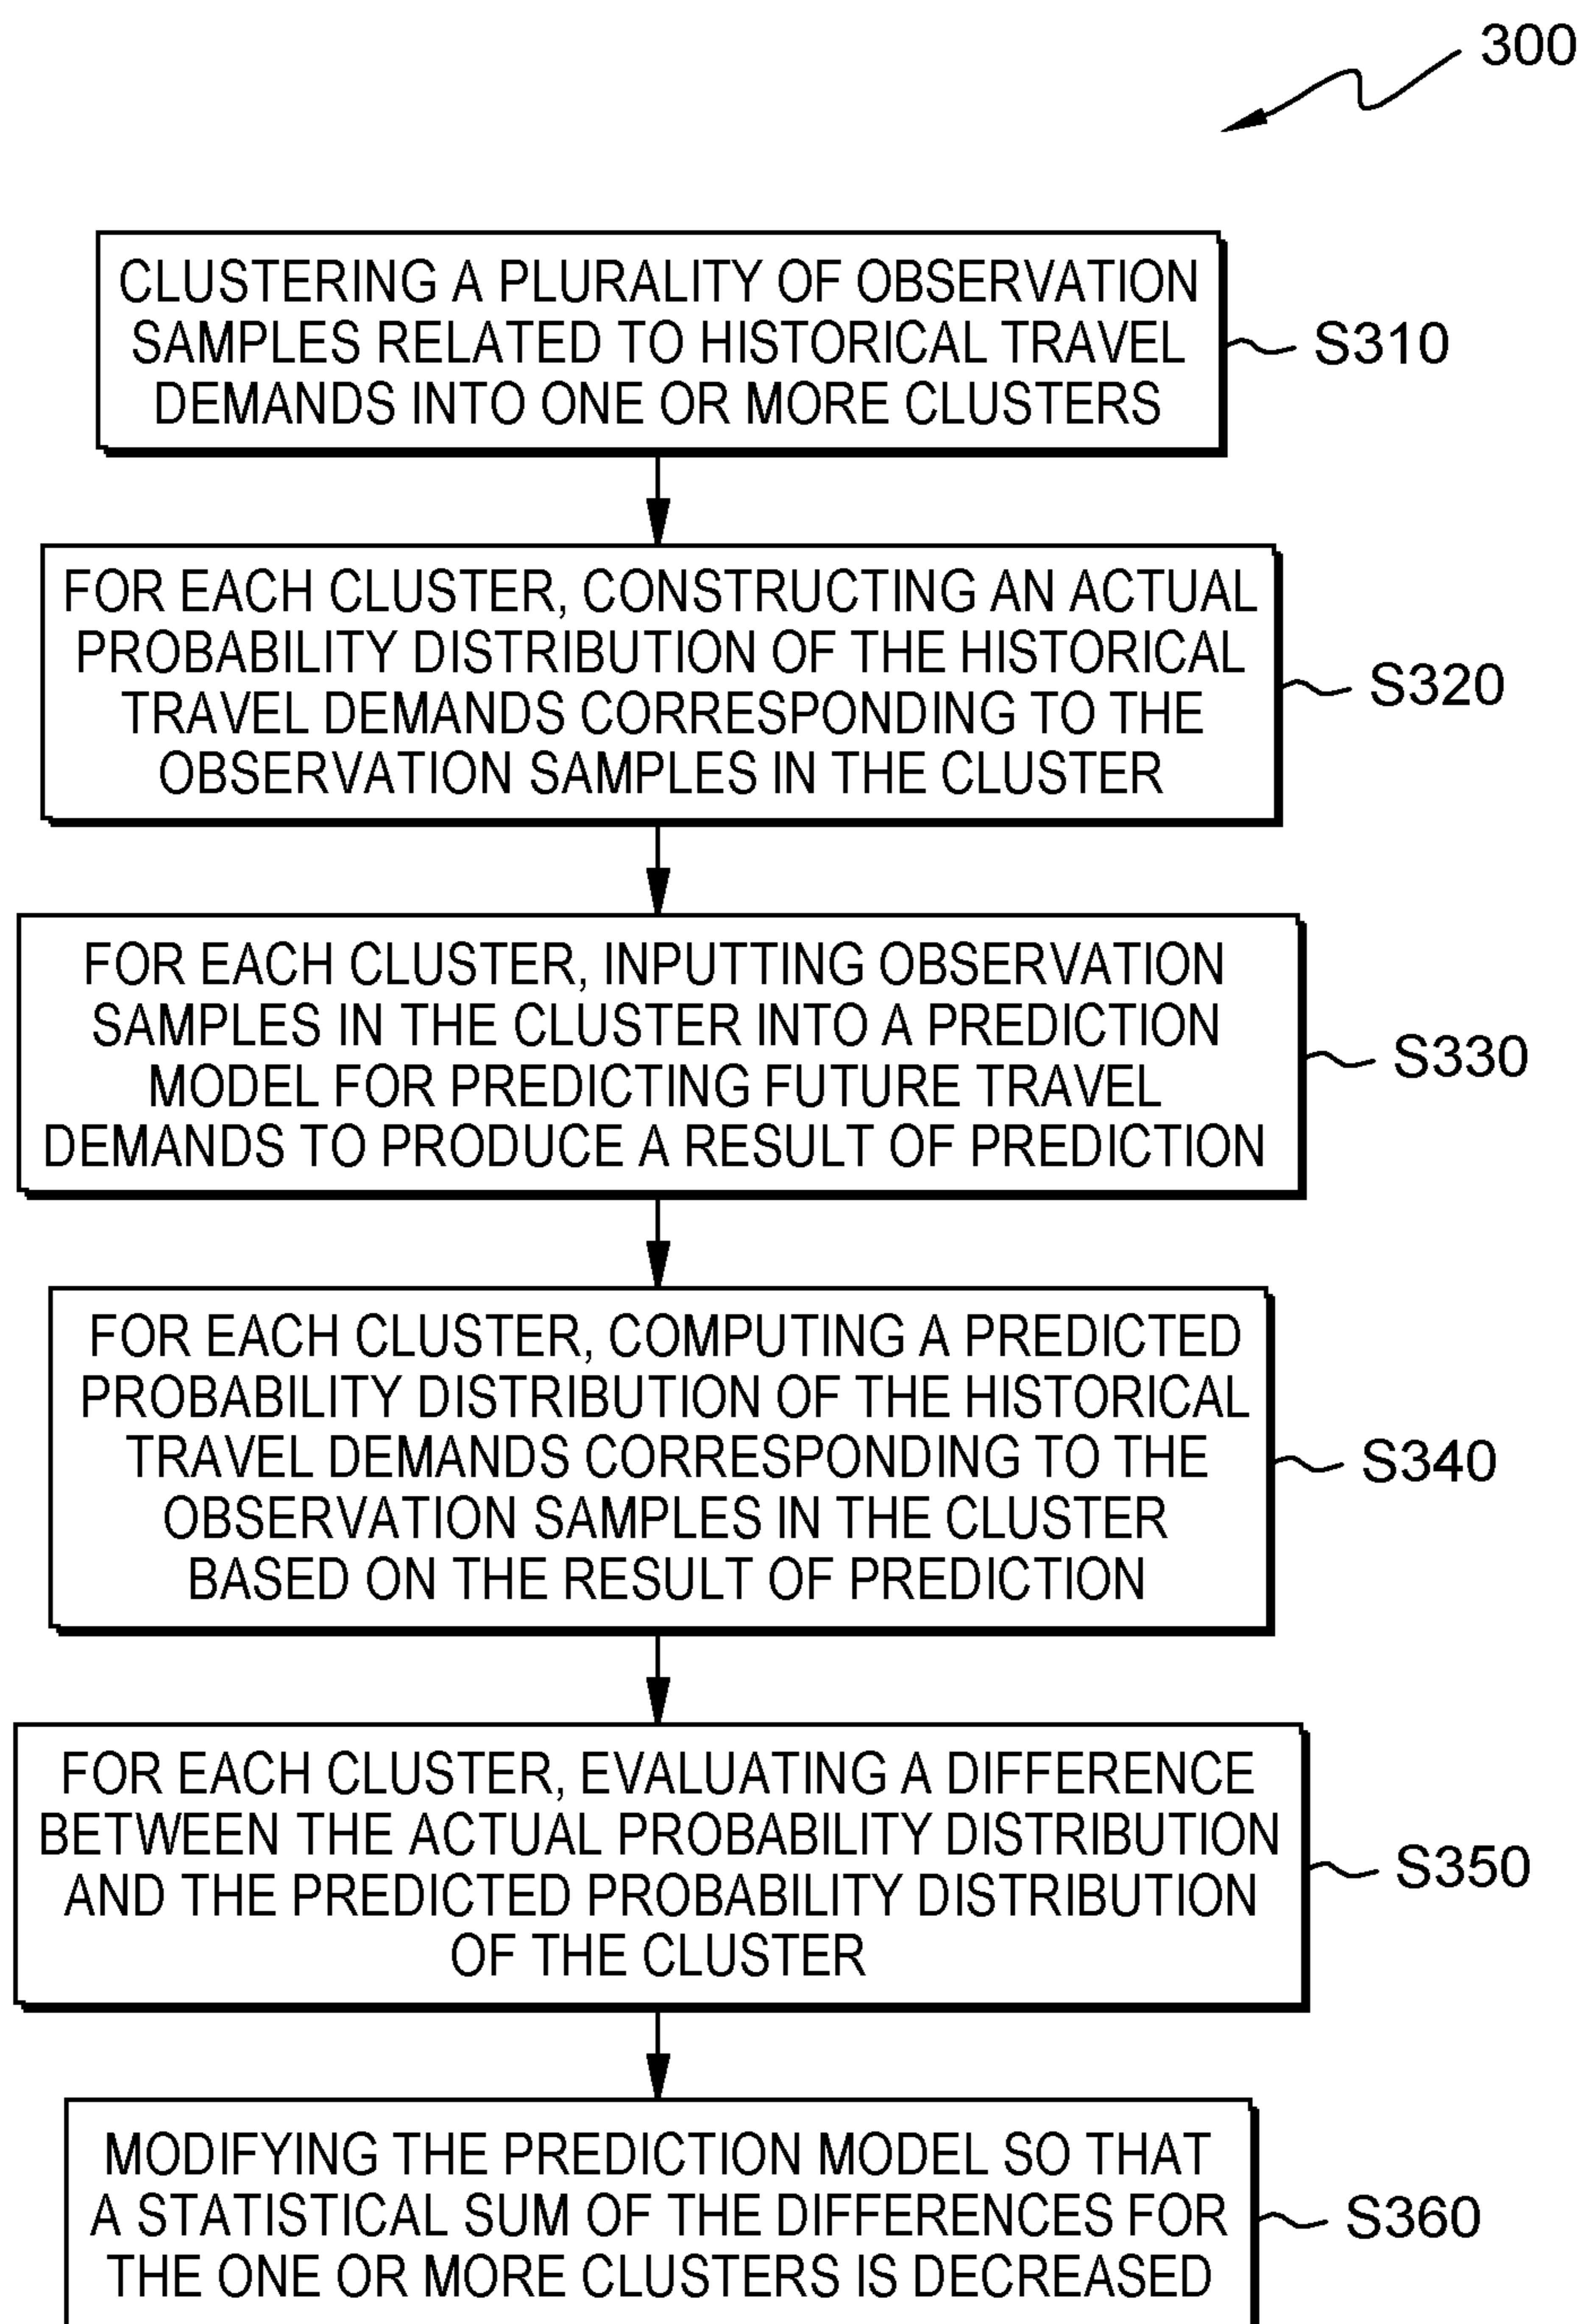 300
CLUSTERING A PLURALITY OF OBSERVATION
SAMPLES RELATED TO HISTORICAL TRAVEL
DEMANDS INTO ONE OR MORE CLUSTERS
S310
FOR EACH CLUSTER, CONSTRUCTING AN ACTUAL
PROBABILITY DISTRIBUTION OF THE HISTORICAL
TRAVEL DEMANDS CORRESPONDING TO THE
OBSERVATION SAMPLES IN THE CLUSTER
S320
FOR EACH CLUSTER, INPUTTING OBSERVATION
SAMPLES IN THE CLUSTER INTO A PREDICTION
MODEL FOR PREDICTING FUTURE TRAVEL
DEMANDS TO PRODUCE A RESULT OF PREDICTION
S330
FOR EACH CLUSTER, COMPUTING A PREDICTED
PROBABILITY DISTRIBUTION OF THE HISTORICAL
TRAVEL DEMANDS CORRESPONDING TO THE
OBSERVATION SAMPLES IN THE CLUSTER
BASED ON THE RESULT OF PREDICTION
S340
FOR EACH CLUSTER, EVALUATING A DIFFERENCE
BETWEEN THE ACTUAL PROBABILITY DISTRIBUTION
AND THE PREDICTED PROBABILITY DISTRIBUTION
OF THE CLUSTER
S350
MODIFYING THE PREDICTION MODEL SO THAT
A STATISTICAL SUM OF THE DIFFERENCES FOR
THE ONE OR MORE CLUSTERS IS DECREASED
S360